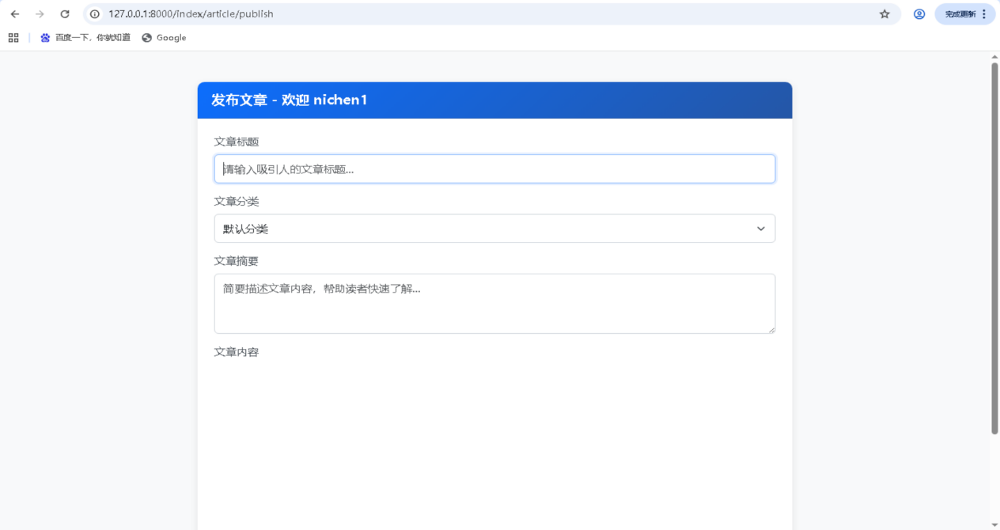 127.0.0.1:8000/index/article/publish
完成更新
百度一下，你就知道
Google
发布文章 - 欢迎 nichen1
文章标题
请输入吸引人的文章标题...
文章分类
默认分类
文章摘要
简要描述文章内容，帮助读者快速了解...
文章内容